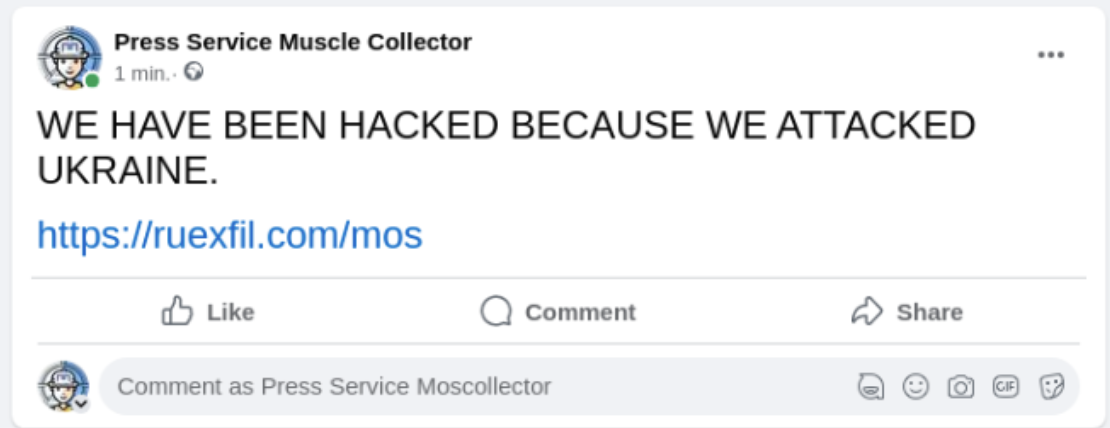 Press Service Muscle Collector
1 min.·
WE HAVE BEEN HACKED BECAUSE WE ATTACKED
UKRAINE.
https://ruexfil.com/mos
Like
Comment
Share
Comment as Press Service Moscollector
GIF